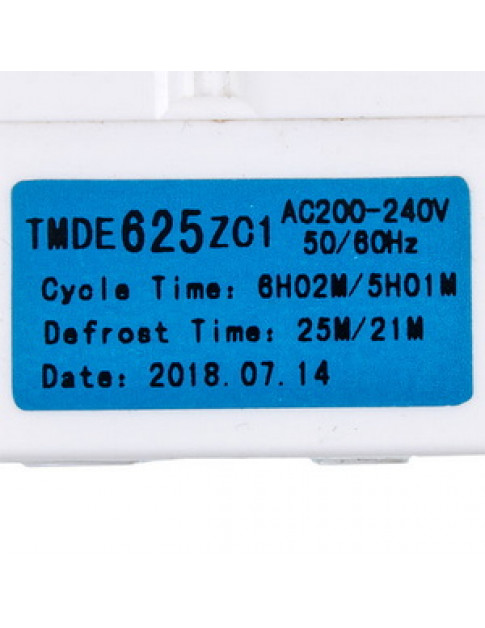 TMDE625ZC1 AC200-240V
50/60Hz
Cycle Time: 6H02M/5H01M
Defrost Time: 25M/21M
Date: 2018.07.14